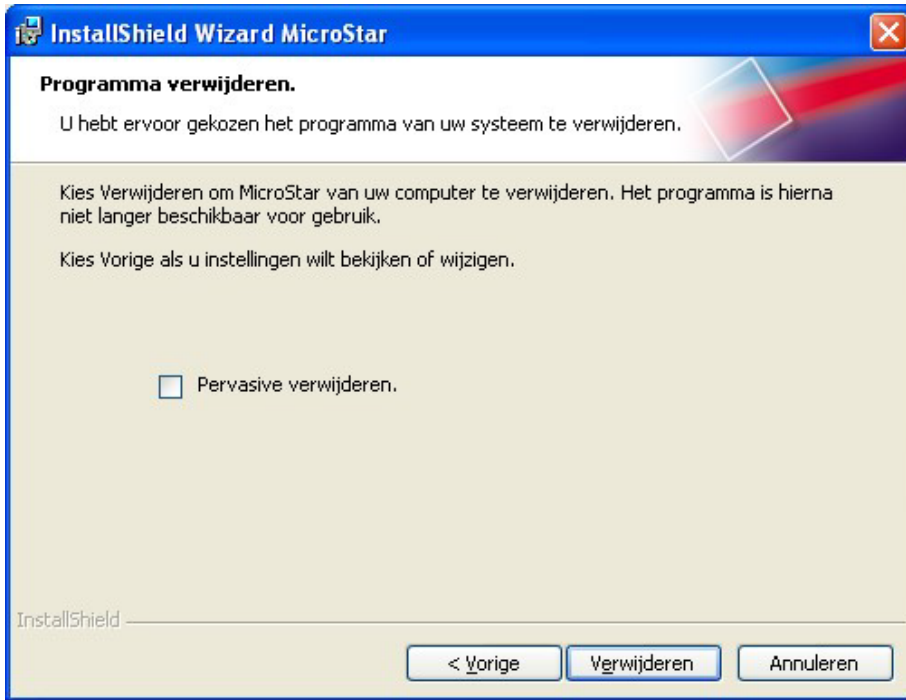 InstallShield Wizard MicroStar
Programma verwijderen.
U hebt ervoor gekozen het programma van uw systeem te verwijderen.
Kies Verwijderen om MicroStar van uw computer te verwijderen. Het programma is hierna
niet langer beschikbaar voor gebruik.
Kies Vorige als u instellingen wilt bekijken of wijzigen.
Pervasive verwijderen.
InstallShield
< Vorige
Verwijderen
Annuleren